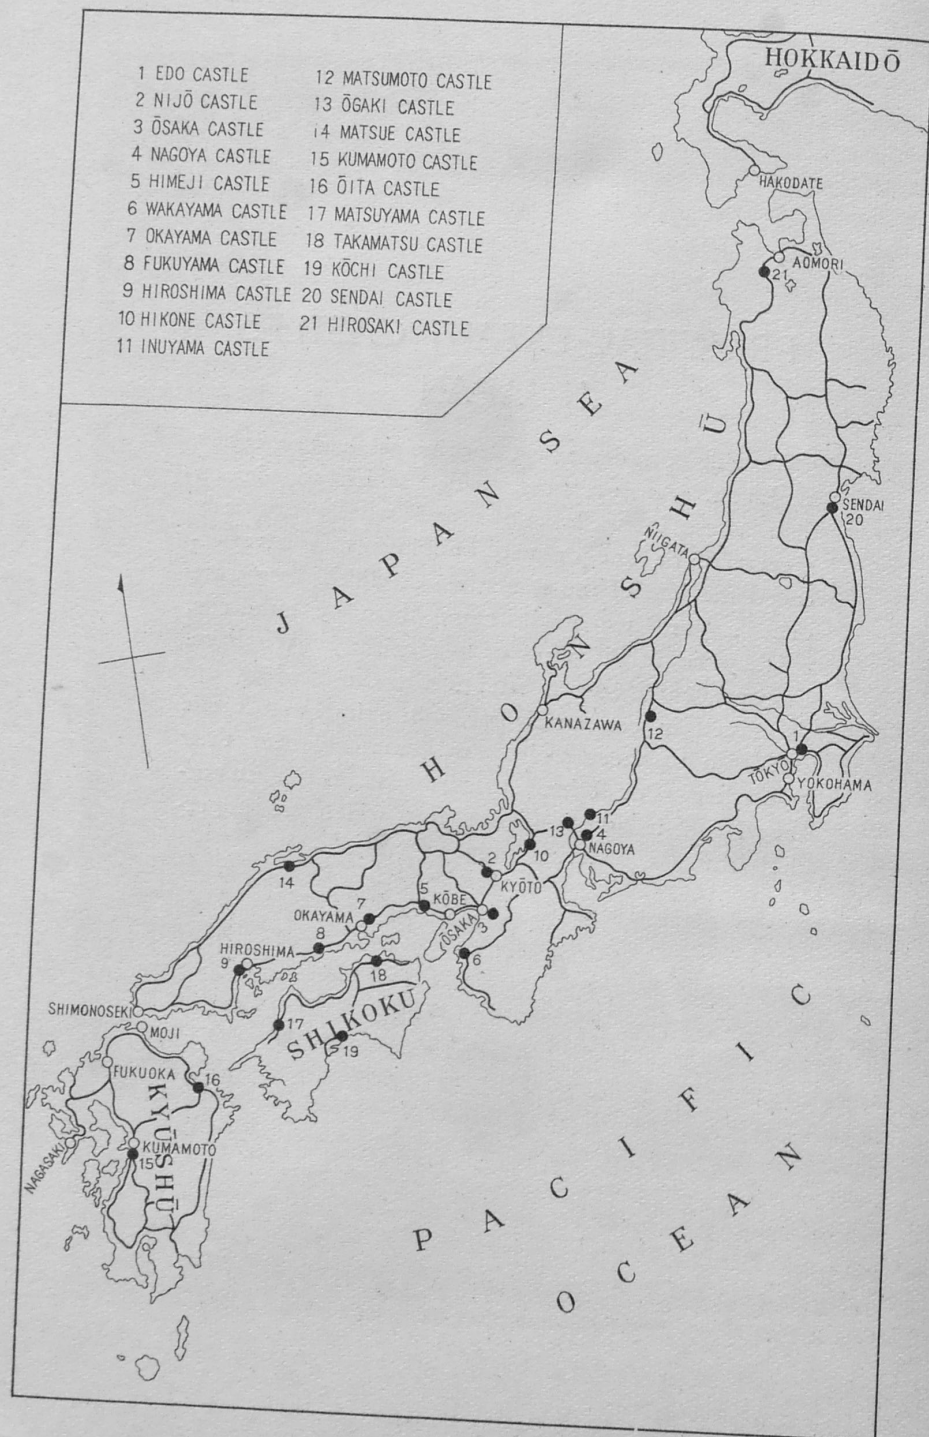 1 EDO CASTLE
2 NIJŌ CASTLE
3 ŌSAKA CASTLE
4 NAGOYA CASTLE
5 HIMEJI CASTLE
6 WAKAYAMA CASTLE
7 OKAYAMA CASTLE
8 FUKUYAMA CASTLE
9 HIROSHIMA CASTLE
10 HIKONE CASTLE
11 INUYAMA CASTLE
12 MATSUMOTO CASTLE
13 ŌGAKI CASTLE
14 MATSUE CASTLE
15 KUMAMOTO CASTLE
16 ŌITA CASTLE
17 MATSUYAMA CASTLE
18 TAKAMATSU CASTLE
19 KŌCHI CASTLE
20 SENDAI CASTLE
21 HIROSAKI CASTLE
HOKKAIDŌ
HAKODATE
AOMORI
21
JAPAN SEA
HONSHŪ
SENDAI
20
NIIGATA
KANAZAWA
12
1
TŌKYO
YOKOHAMA
11
13
4
NAGOYA
10
2
KYŌTO
14
5
KŌBE
7
OKAYAMA
ŌSAKA
3
8
HIROSHIMA
9
6
18
SHIMONOSEKI
MOJI
17
SHIKOKU
19
FUKUOKA
16
KYŪSHŪ
NAGASAKI
KUMAMOTO
15
PACIFIC
OCEAN